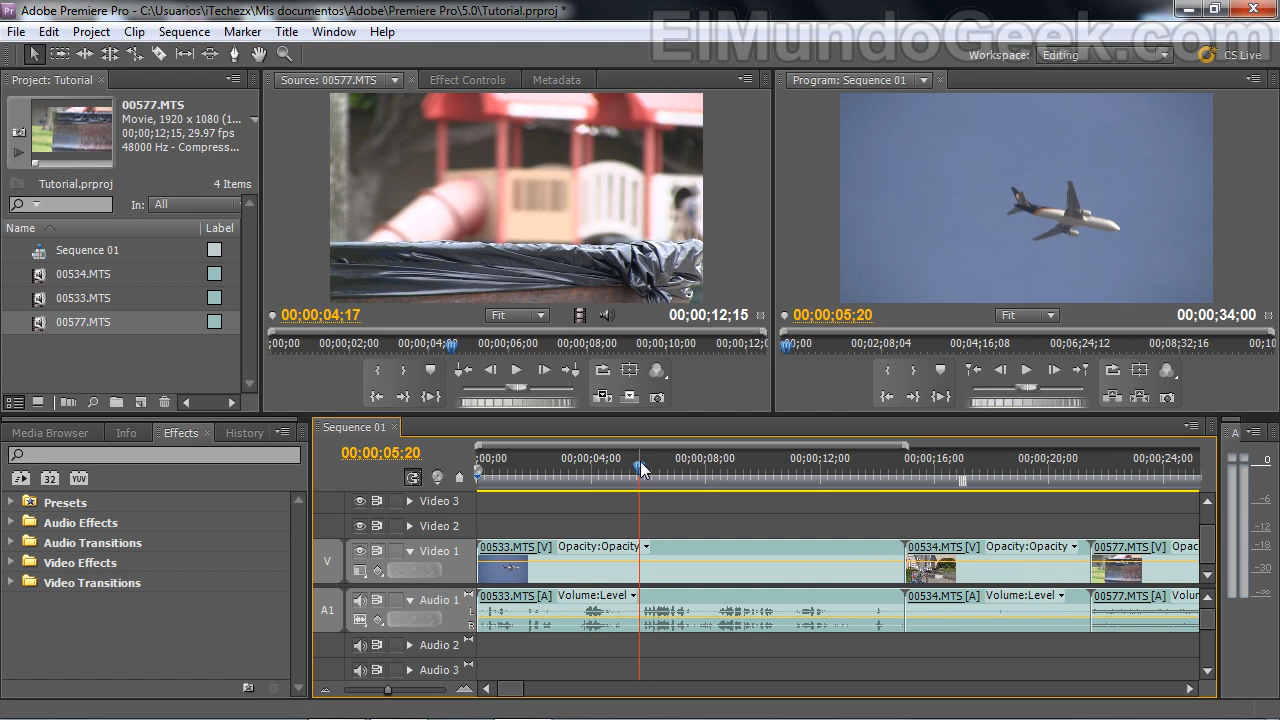 Adobe Premiere Pro - C:\Usuarios\iTechezx\Mis documentos\Adobe\Premiere Pro\5.0\Tutorial.prproj *
ElMundoGeek.com
File Edit Project Clip Sequence Marker Title Window Help
Workspace: Editing CS Live
Project: Tutorial
00577.MTS
Movie, 1920 x 1080 (1...
00;00;12;15, 29.97 fps
48000 Hz - Compress...
Tutorial.prproj 4 Items
In: All
Name Label
Sequence 01
00534.MTS
00533.MTS
00577.MTS
Source: 00577.MTS Effect Controls Metadata
00;00;04;17 Fit 00;00;12;15
;00;00 00;00;02;00 00;00;04;00 00;00;06;00 00;00;08;00 00;00;10;00 00;00;12;0
Program: Sequence 01
00;00;05;20 Fit 00;00;34;00
;00;00 00;02;08;04 00;04;16;08 00;06;24;12 00;08;32;16 00;10
Media Browser Info Effects History
32 YUV
Presets
Audio Effects
Audio Transitions
Video Effects
Video Transitions
Sequence 01
00;00;05;20
;00;00 00;00;04;00 00;00;08;00 00;00;12;00 00;00;16;00 00;00;20;00 00;00;24;00
Video 3
Video 2
V Video 1
00533.MTS [V] Opacity:Opacity 00534.MTS [V] Opacity:Opacity 00577.MTS [V] Opac
A1 Audio 1 L R
00533.MTS [A] Volume:Level 00534.MTS [A] Volume:Level 00577.MTS [A] Volun
Audio 2
Audio 3
A
0
-6
-12
-18
-30
-∞